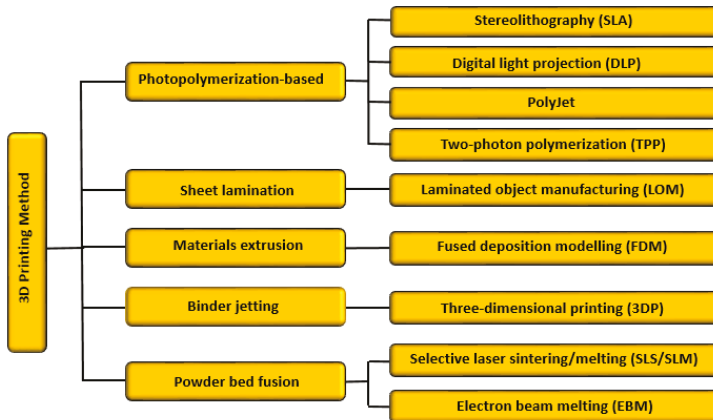 3D Printing Method
Photopolymerization-based
Stereolithography (SLA)
Digital light projection (DLP)
PolyJet
Two-photon polymerization (TPP)
Sheet lamination
Laminated object manufacturing (LOM)
Materials extrusion
Fused deposition modelling (FDM)
Binder jetting
Three-dimensional printing (3DP)
Powder bed fusion
Selective laser sintering/melting (SLS/SLM)
Electron beam melting (EBM)